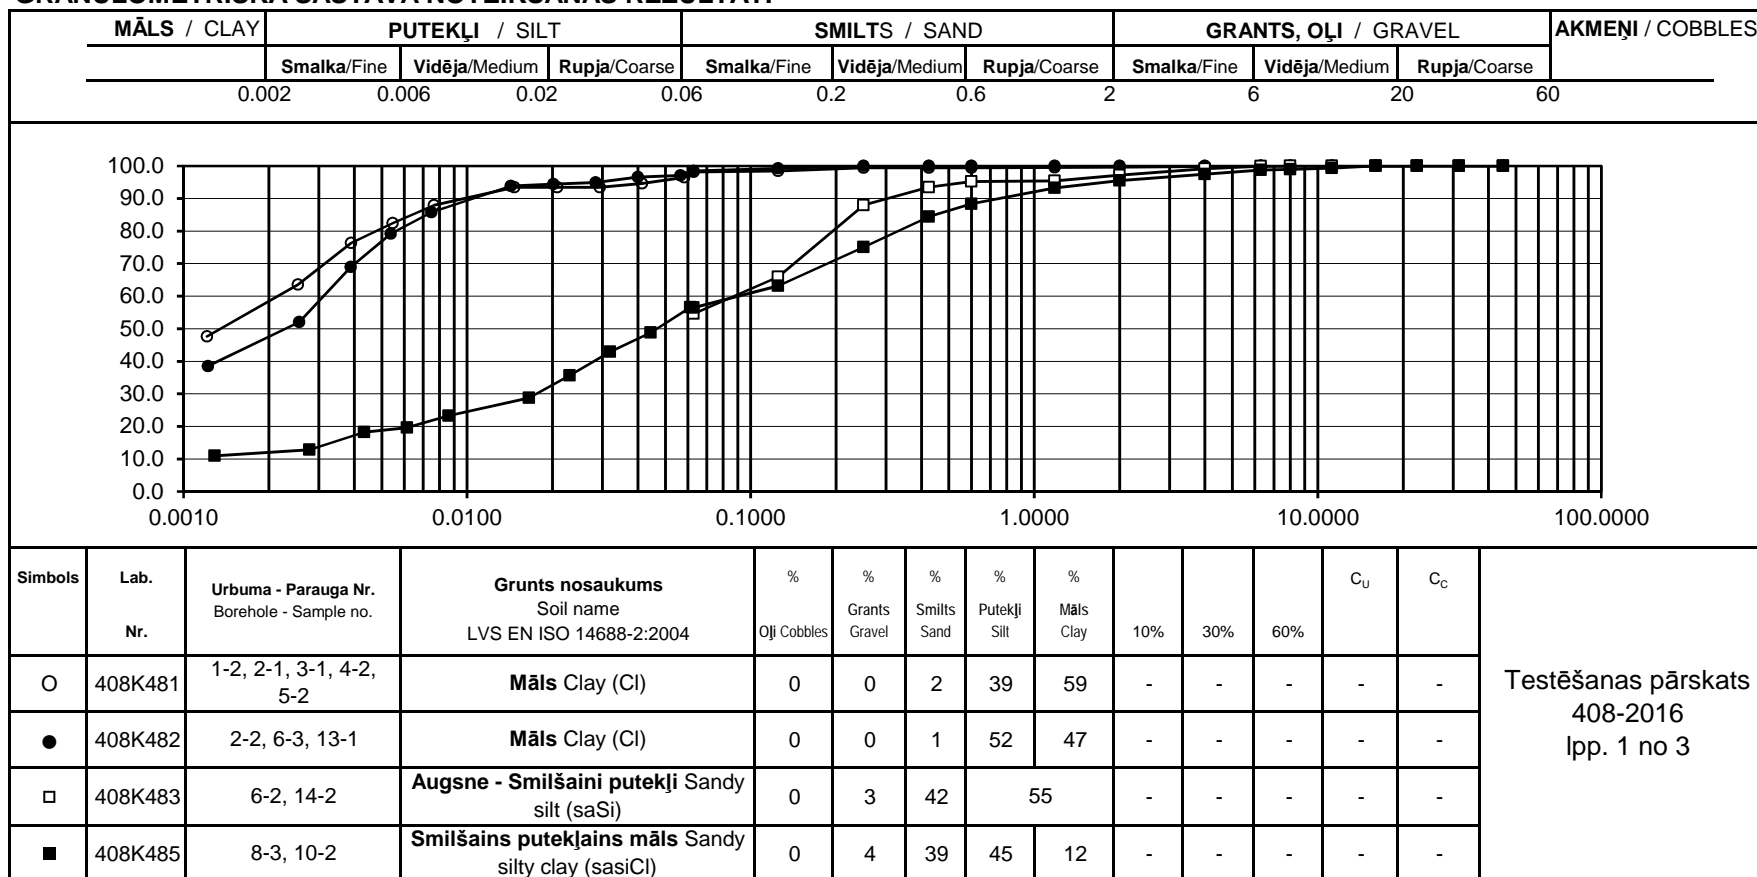 GRANULOMETRISKĀ SASTĀVA NOTEIKŠANAS REZULTĀTI
MĀLS / CLAY PUTEKĻI / SILT SMILTS / SAND GRANTS, OĻI / GRAVEL AKMEŅI / COBBLES
Smalka/Fine Vidēja/Medium Rupja/Coarse Smalka/Fine Vidēja/Medium Rupja/Coarse Smalka/Fine Vidēja/Medium Rupja/Coarse
0.002 0.006 0.02 0.06 0.2 0.6 2 6 20 60
100.0
90.0
80.0
70.0
60.0
50.0
40.0
30.0
20.0
10.0
0.0
0.0010 0.0100 0.1000 1.0000 10.0000 100.0000
Simbols Lab. Nr. Urbuma - Parauga Nr. Borehole - Sample no. Grunts nosaukums Soil name LVS EN ISO 14688-2:2004 % Oļi Cobbles % Grants Gravel % Smilts Sand % Putekļi Silt % Māls Clay 10% 30% 60% CU CC
408K481 1-2, 2-1, 3-1, 4-2, 5-2 Māls Clay (Cl) 0 0 2 39 59 - - - - -
408K482 2-2, 6-3, 13-1 Māls Clay (Cl) 0 0 1 52 47 - - - - -
408K483 6-2, 14-2 Augsne - Smilšaini putekļi Sandy silt (saSi) 0 3 42 55 - - - - -
408K485 8-3, 10-2 Smilšains putekļains māls Sandy silty clay (sasiCl) 0 4 39 45 12 - - - - -
Testēšanas pārskats
408-2016
lpp. 1 no 3